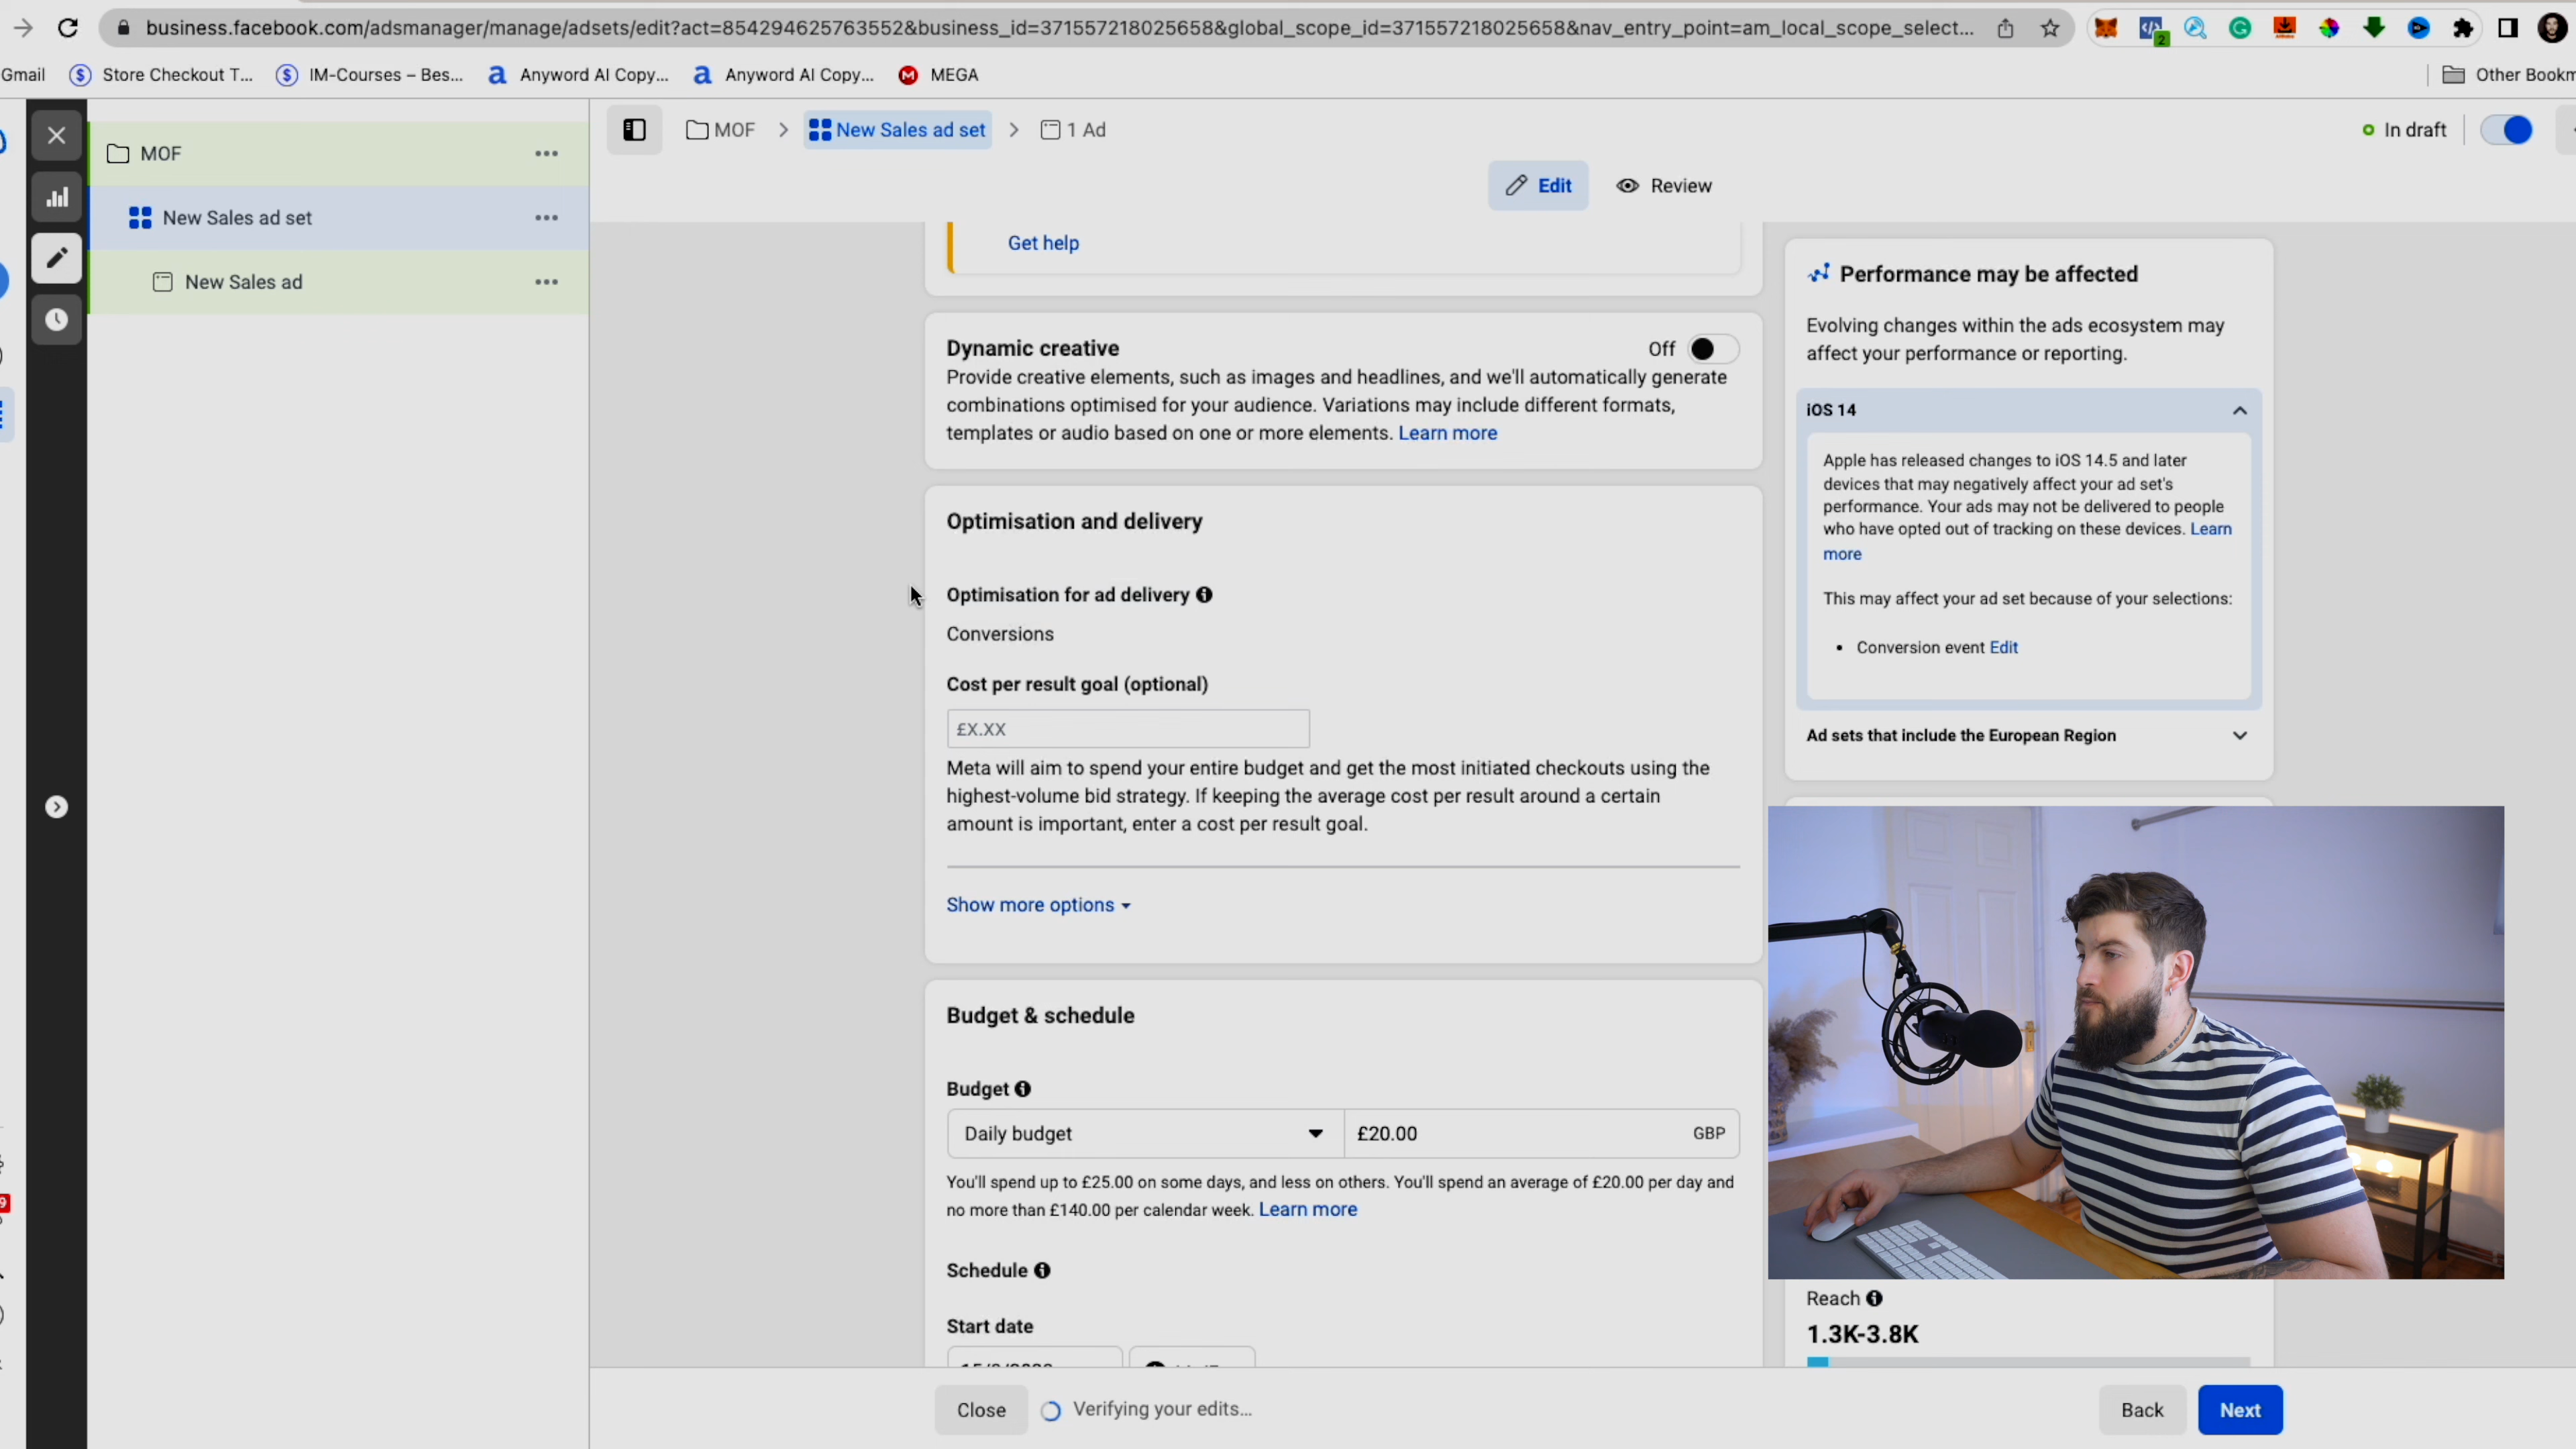 business.facebook.com/adsmanager/manage/adsets/edit?act=854294625763552&business_id=371557218025658&global_scope_id=371557218025658&nav_entry_point=am_local_scope_select...
2
Gmail
Store Checkout T...
IM-Courses – Bes...
Anyword AI Copy...
Anyword AI Copy...
MEGA
Other Bookm
MOF
New Sales ad set
New Sales ad
MOF > New Sales ad set > 1 Ad
In draft
Edit
Review
Get help
Dynamic creative
Off
Provide creative elements, such as images and headlines, and we'll automatically generate
combinations optimised for your audience. Variations may include different formats,
templates or audio based on one or more elements. Learn more
Optimisation and delivery
Optimisation for ad delivery
Conversions
Cost per result goal (optional)
£X.XX
Meta will aim to spend your entire budget and get the most initiated checkouts using the
highest-volume bid strategy. If keeping the average cost per result around a certain
amount is important, enter a cost per result goal.
Show more options
Budget & schedule
Budget
Daily budget
£20.00
GBP
You'll spend up to £25.00 on some days, and less on others. You'll spend an average of £20.00 per day and
no more than £140.00 per calendar week. Learn more
Schedule
Start date
Close
Verifying your edits...
Back
Next
Performance may be affected
Evolving changes within the ads ecosystem may
affect your performance or reporting.
iOS 14
Apple has released changes to iOS 14.5 and later
devices that may negatively affect your ad set's
performance. Your ads may not be delivered to people
who have opted out of tracking on these devices. Learn
more
This may affect your ad set because of your selections:
• Conversion event Edit
Ad sets that include the European Region
Reach
1.3K-3.8K